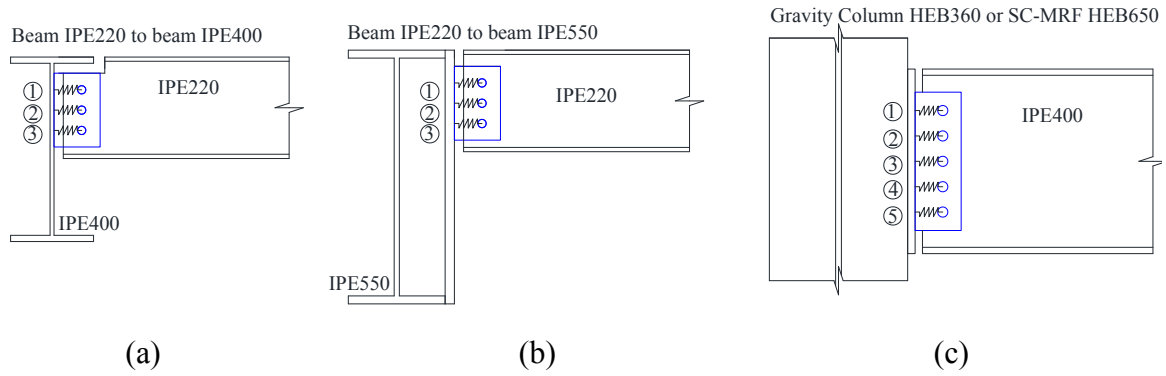 Beam IPE220 to beam IPE400
① IPE220
②
③
IPE400
(a)
Beam IPE220 to beam IPE550
① IPE220
②
③
IPE550
(b)
Gravity Column HEB360 or SC-MRF HEB650
① IPE400
②
③
④
⑤
(c)